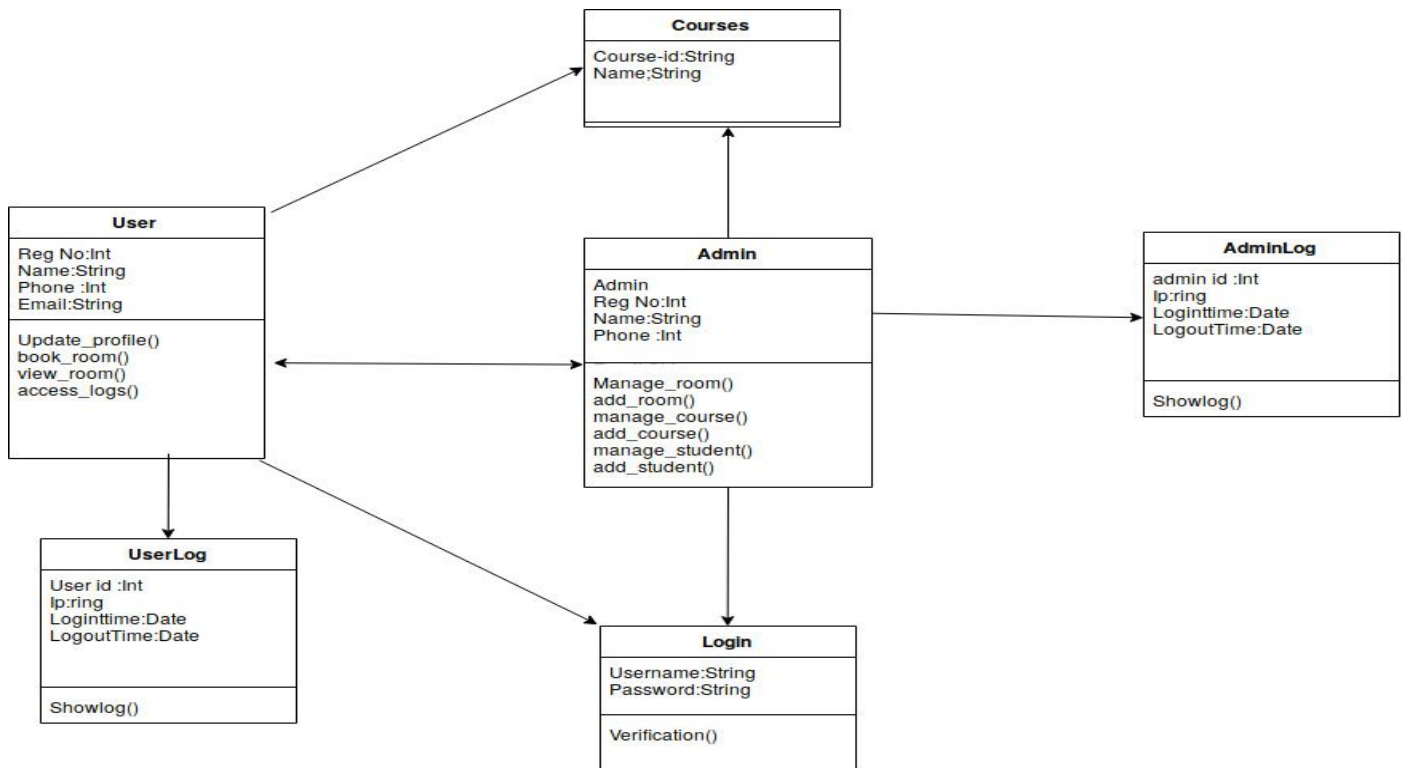 Courses
Course-id:String
Name;String
User
Reg No:Int
Name:String
Phone :Int
Email:String
Update_profile()
book_room()
view_room()
access_logs()
Admin
Admin
Reg No:Int
Name:String
Phone :Int
Manage_room()
add_room()
manage_course()
add_course()
manage_student()
add_student()
AdminLog
admin id :Int
Ip:ring
Loginttime:Date
LogoutTime:Date
Showlog()
UserLog
User id :Int
Ip:ring
Loginttime:Date
LogoutTime:Date
Showlog()
Login
Username:String
Password:String
Verification()